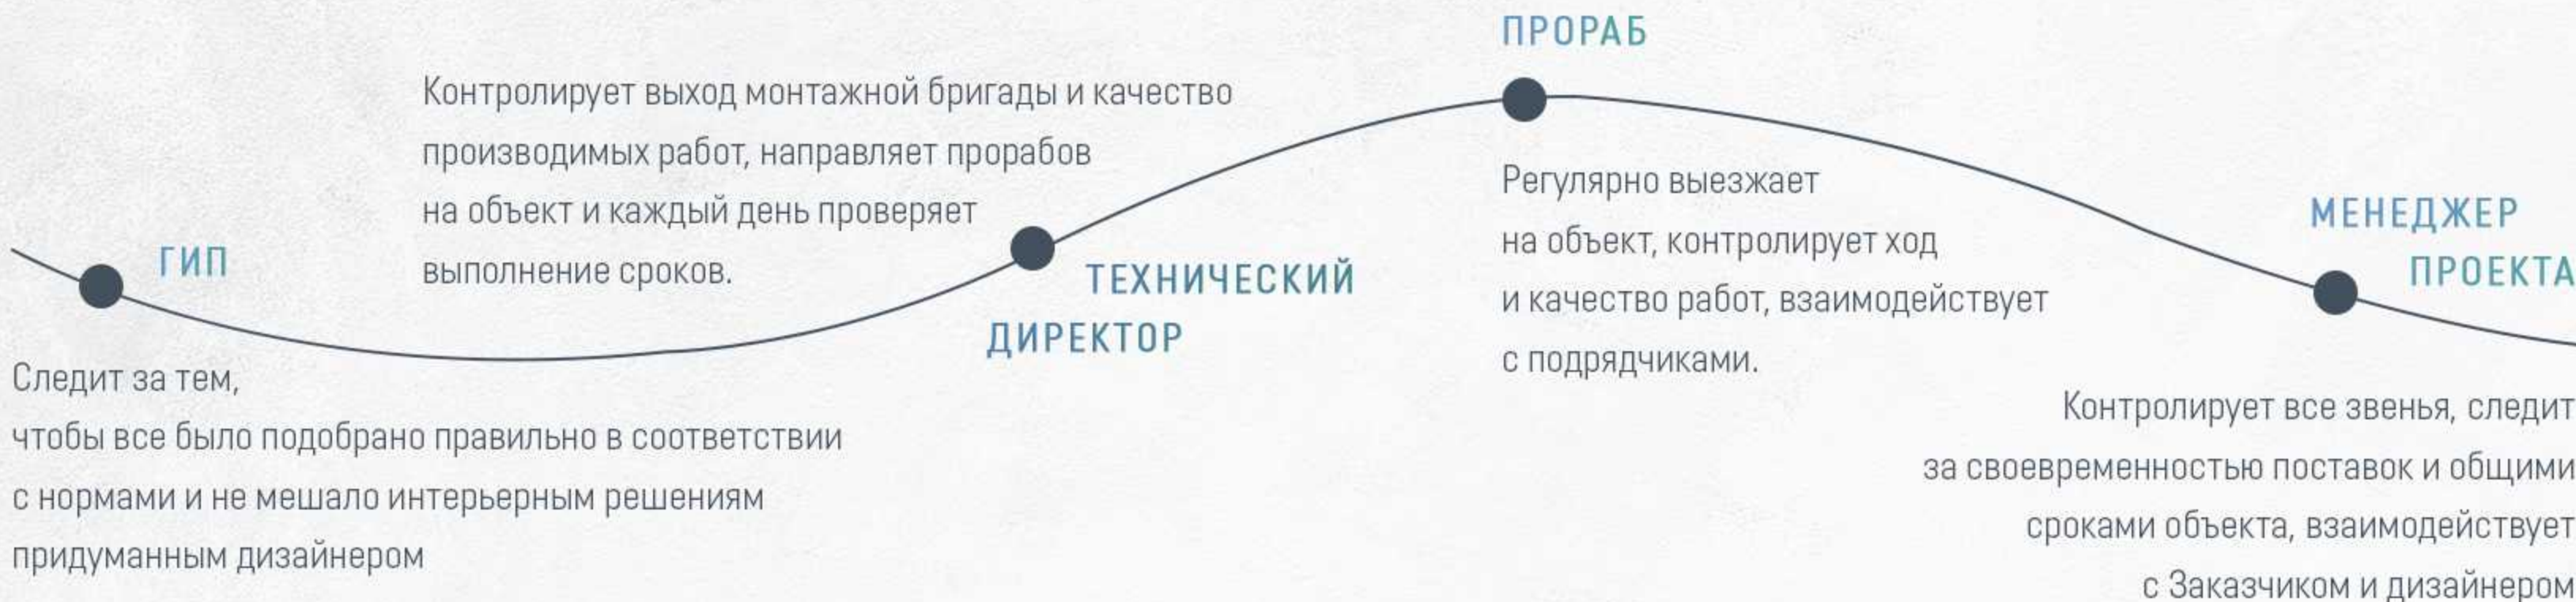 ГИП
Следит за тем,
чтобы все было подобрано правильно в соответствии
с нормами и не мешало интерьерным решениям
придуманным дизайнером
Контролирует выход монтажной бригады и качество
производимых работ, направляет прорабов
на объект и каждый день проверяет
выполнение сроков.
ТЕХНИЧЕСКИЙ
ДИРЕКТОР
ПРОРАБ
Регулярно выезжает
на объект, контролирует ход
и качество работ, взаимодействует
с подрядчиками.
МЕНЕДЖЕР
ПРОЕКТА
Контролирует все звенья, следит
за своевременностью поставок и общими
сроками объекта, взаимодействует
с Заказчиком и дизайнером